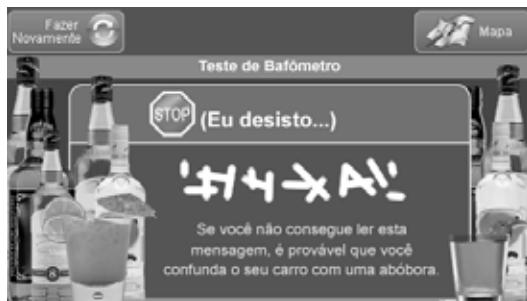 Fazer
Novamente
Mapa
Teste de Bafômetro
STOP
(Eu desisto...)
Se você não consegue ler esta
mensagem, é provável que você
confunda o seu carro com uma abóbora.